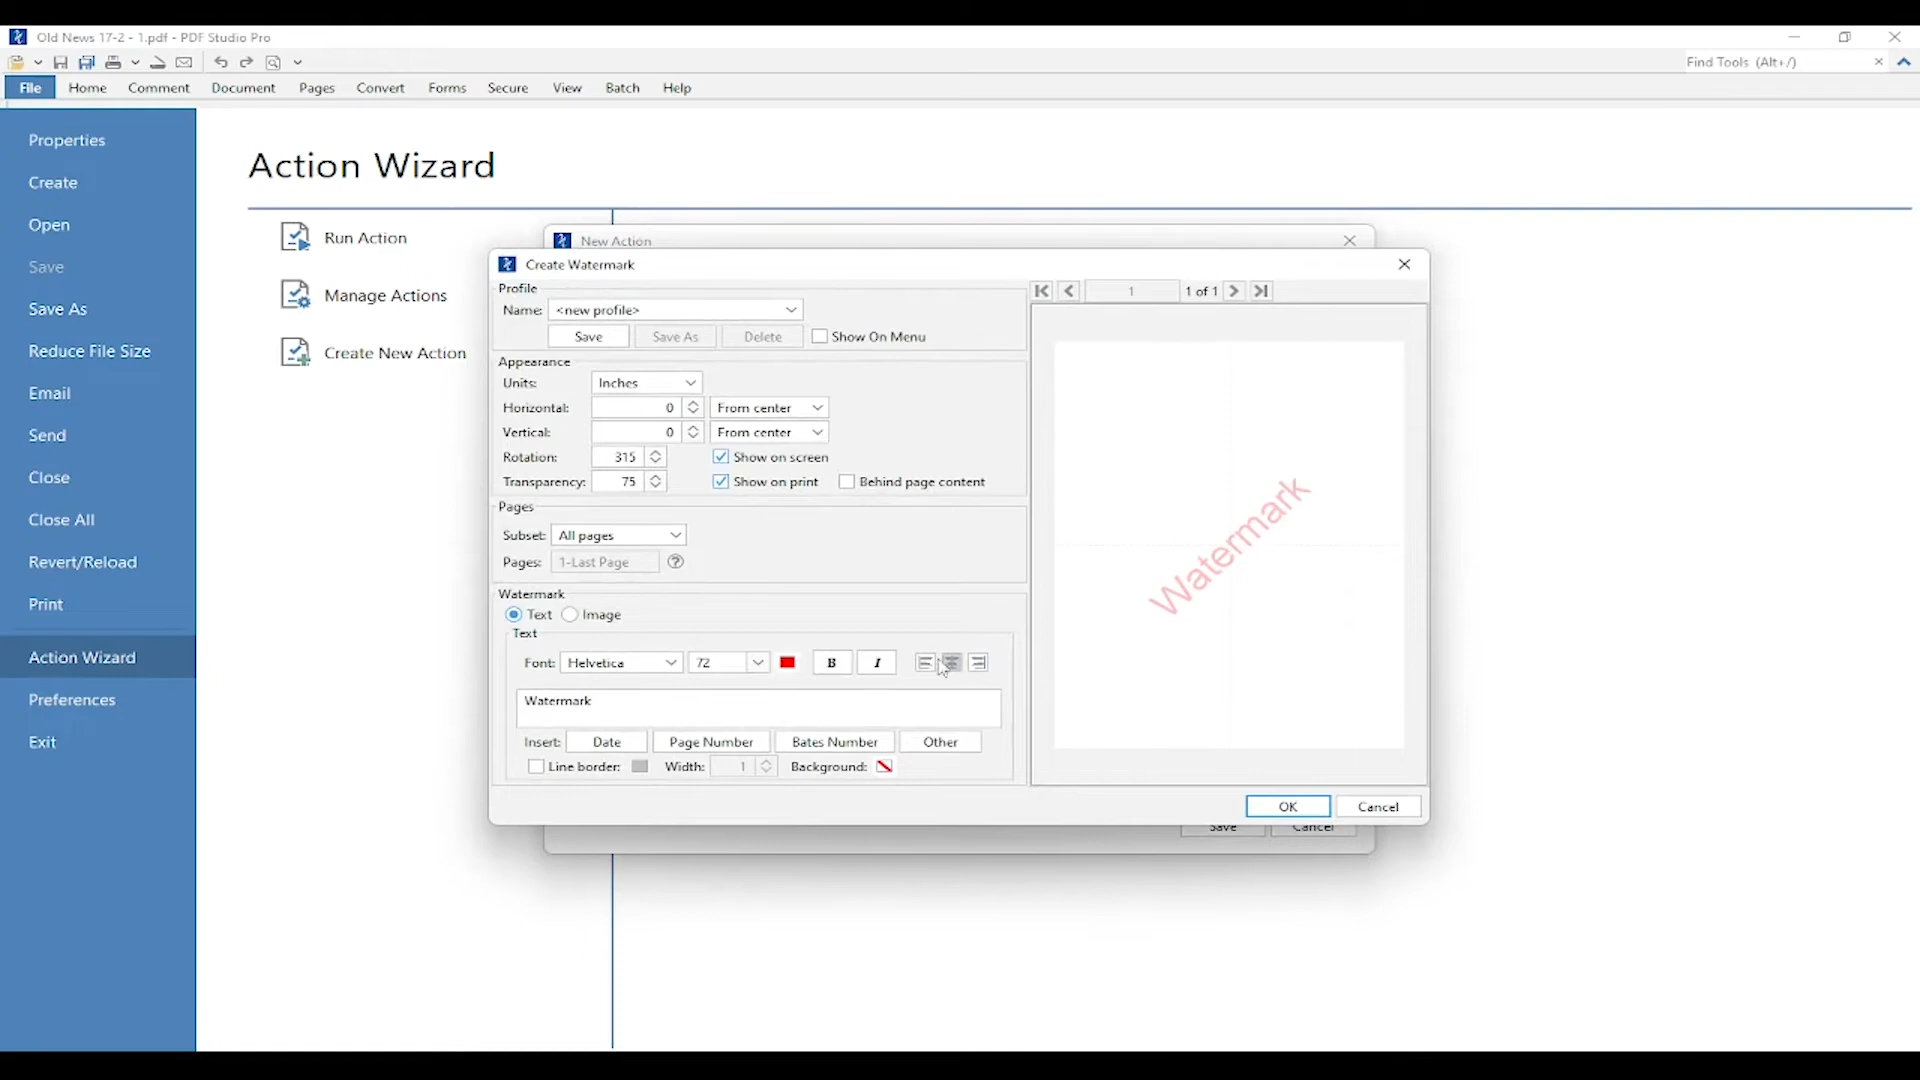 Old News 17-2 - 1.pdf - PDF Studio Pro
Find Tools (Alt+/)
File Home Comment Document Pages Convert Forms Secure View Batch Help
Properties
Create
Open
Save
Save As
Reduce File Size
Email
Send
Close
Close All
Revert/Reload
Print
Action Wizard
Preferences
Exit
Action Wizard
Run Action
Manage Actions
Create New Action
New Action
Create Watermark
Profile
Name: <new profile>
Save Save As Delete Show On Menu
Appearance
Units: Inches
Horizontal: 0 From center
Vertical: 0 From center
Rotation: 315 Show on screen
Transparency: 75 Show on print Behind page content
Pages
Subset: All pages
Pages: 1-Last Page
Watermark
Text Image
Text
Font: Helvetica 72 B I
Watermark
Insert: Date Page Number Bates Number Other
Line border: Width: 1 Background:
1 1 of 1
Watermark
OK Cancel
Save Cancel